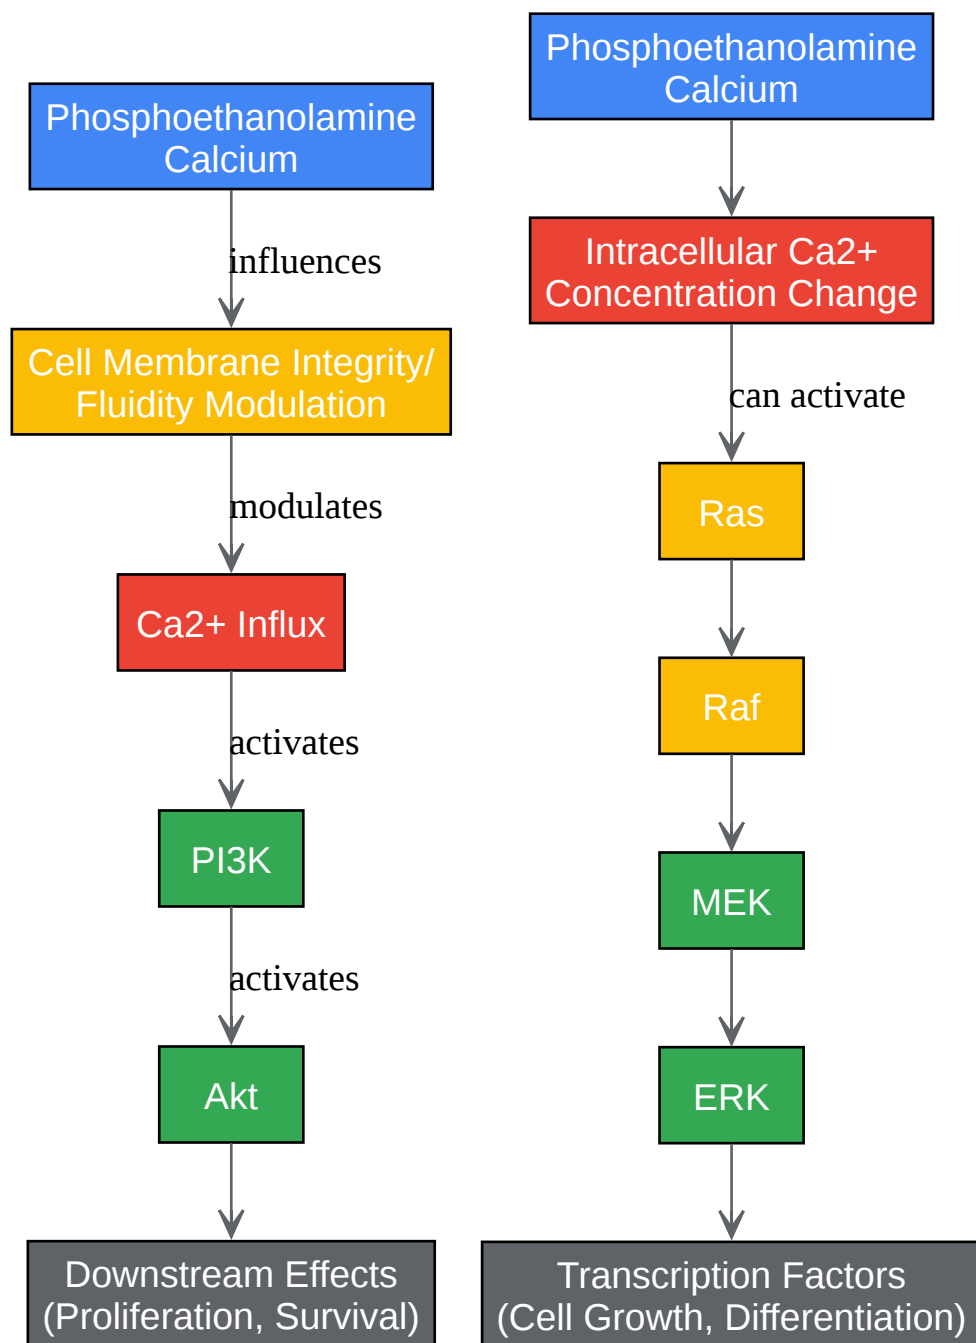 Phosphoethanolamine
Calcium
influences
Cell Membrane Integrity/
Fluidity Modulation
modulates
Ca2+ Influx
activates
PI3K
activates
Akt
Downstream Effects
(Proliferation, Survival)
Phosphoethanolamine
Calcium
Intracellular Ca2+
Concentration Change
can activate
Ras
Raf
MEK
ERK
Transcription Factors
(Cell Growth, Differentiation)